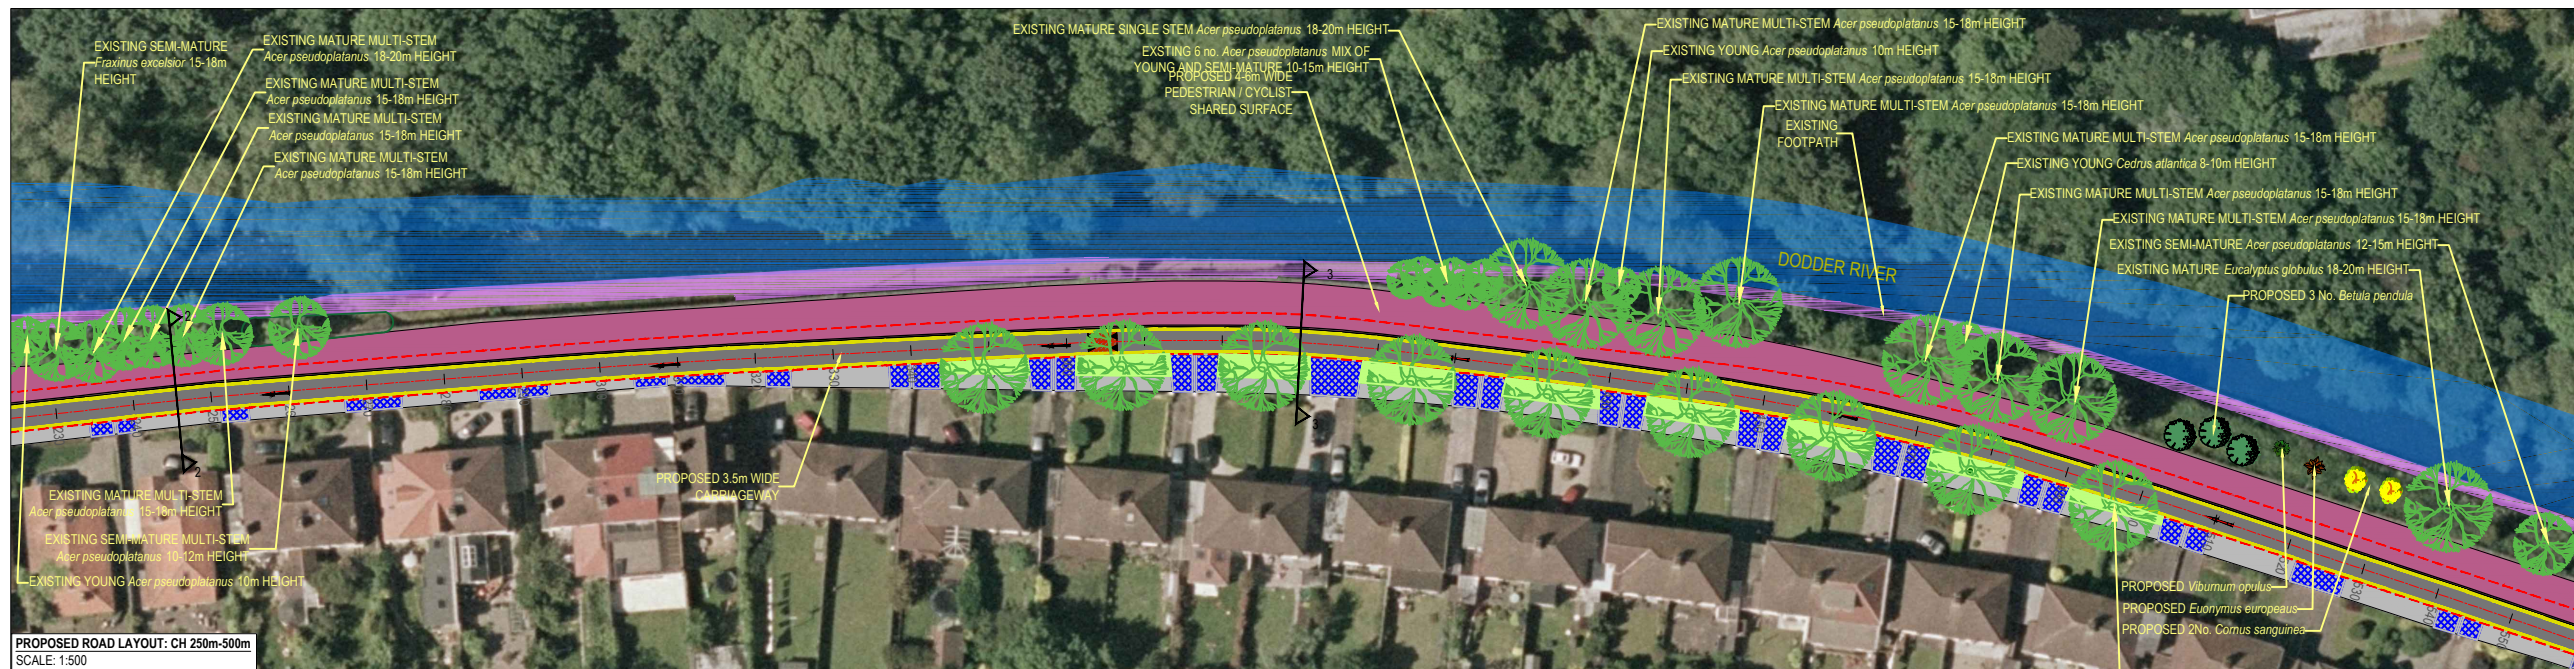 EXISTING SEMI-MATURE
Fraxinus excelsior 15-18m
HEIGHT
EXISTING MATURE MULTI-STEM
Acer pseudoplatanus 18-20m HEIGHT
EXISTING MATURE MULTI-STEM
Acer pseudoplatanus 15-18m HEIGHT
EXISTING MATURE MULTI-STEM
Acer pseudoplatanus 15-18m HEIGHT
EXISTING MATURE MULTI-STEM
Acer pseudoplatanus 15-18m HEIGHT
EXISTING MATURE SINGLE STEM Acer pseudoplatanus 18-20m HEIGHT
EXSTING 6 no. Acer pseudoplatanus MIX OF
YOUNG AND SEMI-MATURE 10-15m HEIGHT
PROPOSED 4-6m WIDE
PEDESTRIAN / CYCLIST
SHARED SURFACE
EXISTING MATURE MULTI-STEM Acer pseudoplatanus 15-18m HEIGHT
EXISTING YOUNG Acer pseudoplatanus 10m HEIGHT
EXISTING MATURE MULTI-STEM Acer pseudoplatanus 15-18m HEIGHT
EXISTING MATURE MULTI-STEM Acer pseudoplatanus 15-18m HEIGHT
EXISTING
FOOTPATH
EXISTING MATURE MULTI-STEM Acer pseudoplatanus 15-18m HEIGHT
EXISTING YOUNG Cedrus atlantica 8-10m HEIGHT
EXISTING MATURE MULTI-STEM Acer pseudoplatanus 15-18m HEIGHT
EXISTING MATURE MULTI-STEM Acer pseudoplatanus 15-18m HEIGHT
EXISTING SEMI-MATURE Acer pseudoplatanus 12-15m HEIGHT
EXISTING MATURE Eucalyptus globulus 18-20m HEIGHT
PROPOSED 3 No. Betula pendula
DODDER RIVER
2
3
2
3
EXISTING MATURE MULTI-STEM
Acer pseudoplatanus 15-18m HEIGHT
EXISTING SEMI-MATURE MULTI-STEM
Acer pseudoplatanus 10-12m HEIGHT
EXISTING YOUNG Acer pseudoplatanus 10m HEIGHT
PROPOSED 3.5m WIDE
CARRIAGEWAY
510
530
540
550
PROPOSED Viburnum opulus
PROPOSED Euonymus europeaus
PROPOSED 2No. Cornus sanguinea
PROPOSED ROAD LAYOUT: CH 250m-500m
SCALE: 1:500